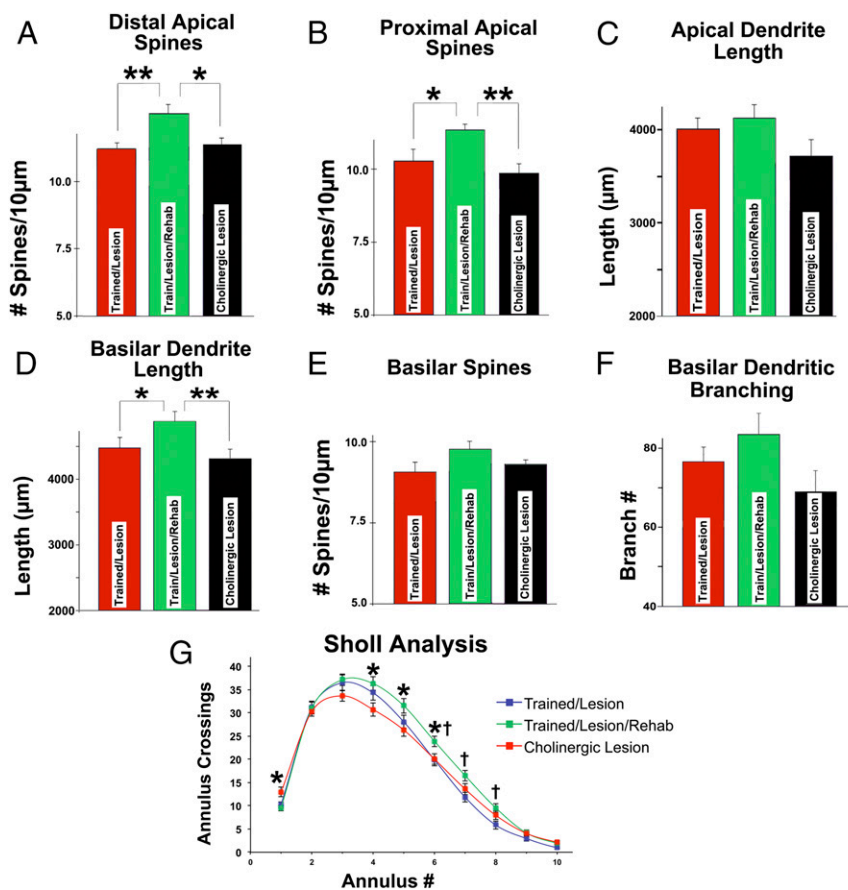 A
Distal Apical
Spines
**
*
# Spines/10μm
10.0
7.5
5.0
Trained/Lesion
Train/Lesion/Rehab
Cholinergic Lesion
B
Proximal Apical
Spines
*
**
# Spines/10μm
10.0
7.5
5.0
Trained/Lesion
Train/Lesion/Rehab
Cholinergic Lesion
C
Apical Dendrite
Length
Length (μm)
4000
4000
2000
Trained/Lesion
Train/Lesion/Rehab
Cholinergic Lesion
D
Basilar Dendrite
Length
*
**
Length (μm)
4000
3000
2000
Trained/Lesion
Train/Lesion/Rehab
Cholinergic Lesion
E
Basilar Spines
# Spines/10μm
10.0
7.5
5.0
Trained/Lesion
Train/Lesion/Rehab
Cholinergic Lesion
F
Basilar Dendritic
Branching
Branch #
80
60
40
Trained/Lesion
Train/Lesion/Rehab
Cholinergic Lesion
G
Sholl Analysis
Annulus Crossings
40
35
30
25
20
15
10
5
0
*
*
*
*†
†
†
0
2
4
6
8
10
Annulus #
Trained/Lesion
Trained/Lesion/Rehab
Cholinergic Lesion